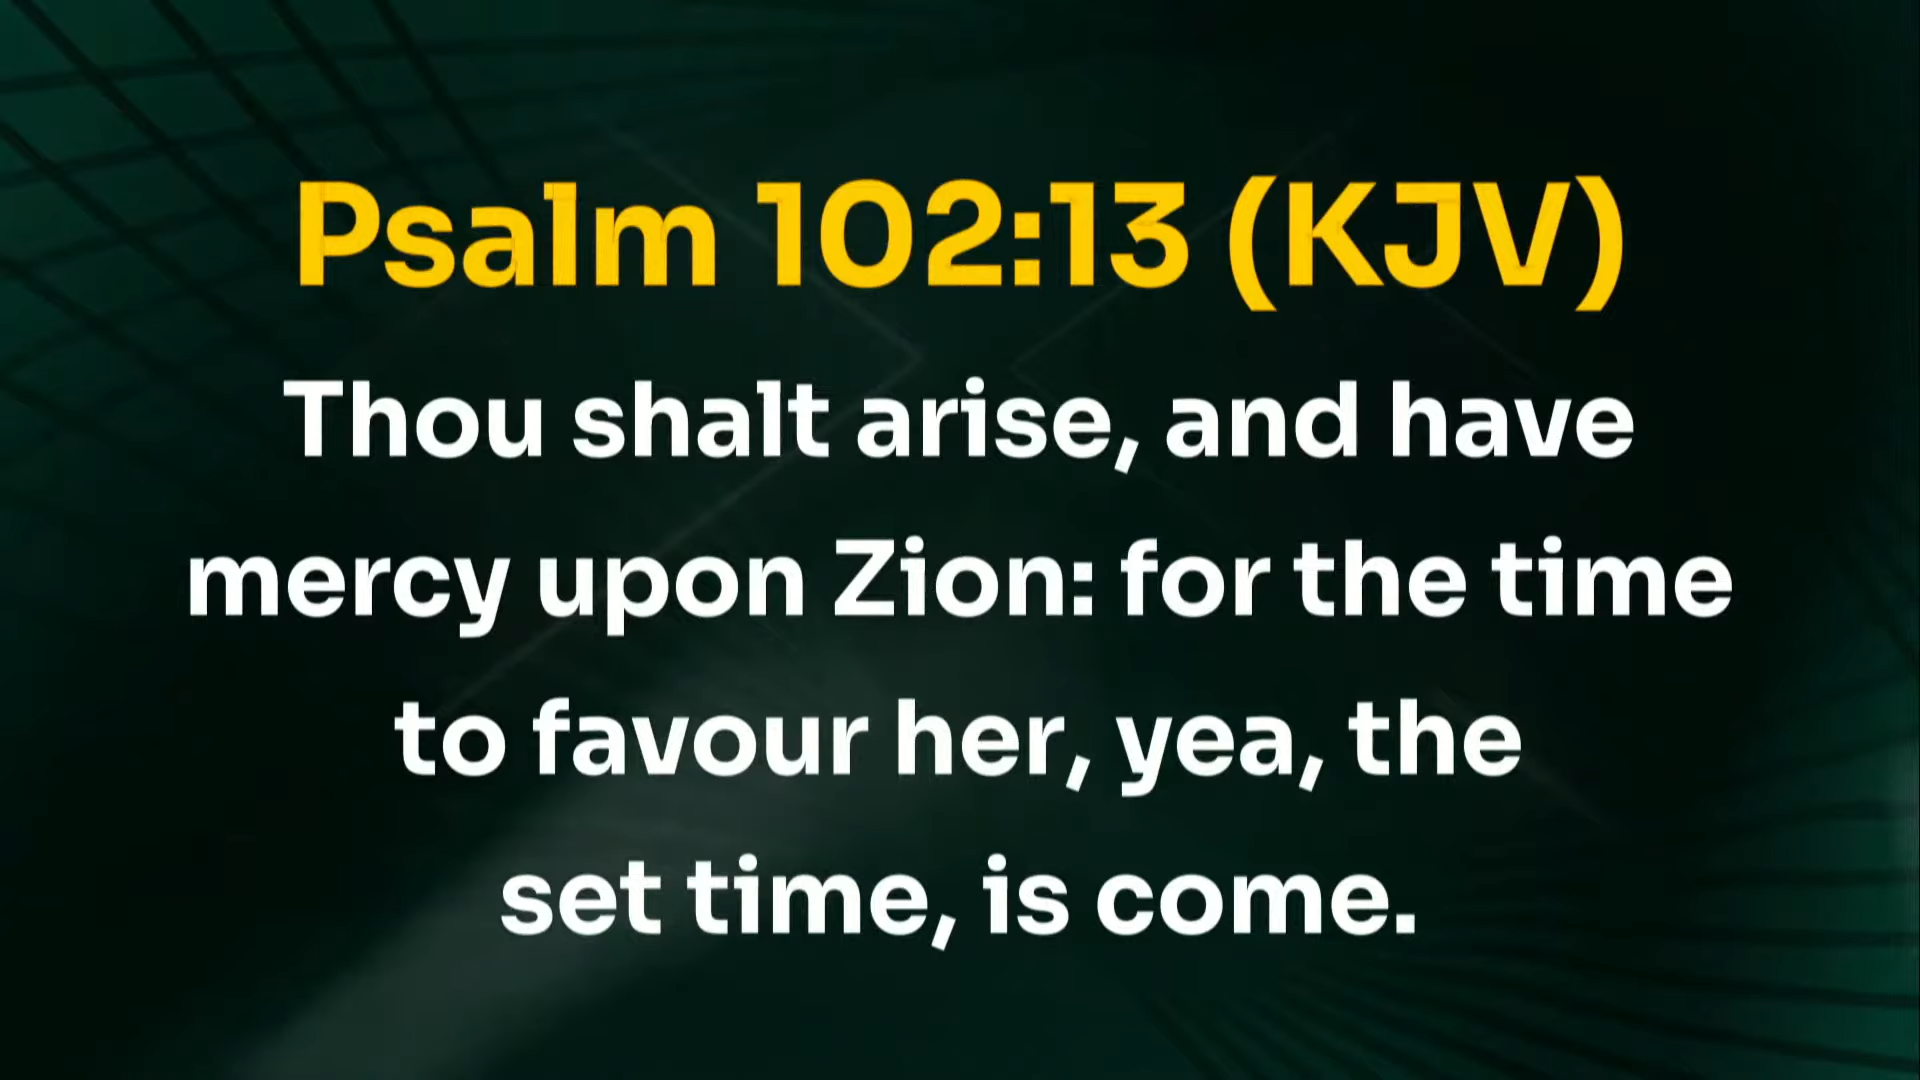 Psalm 102:13 (KJV)
Thou shalt arise, and have
mercy upon Zion: for the time
to favour her, yea, the
set time, is come.